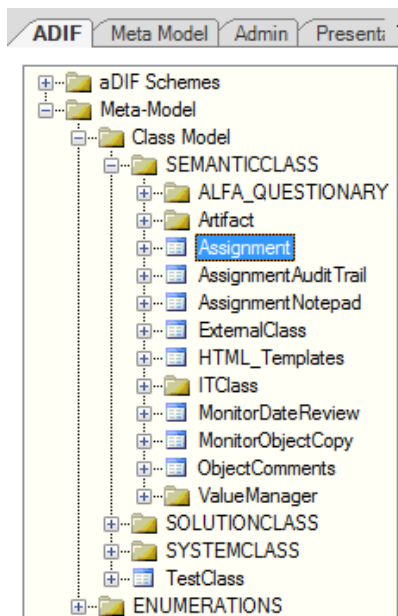 ADIF Meta Model Admin Presenta
aDIF Schemes
Meta-Model
Class Model
SEMANTICCLASS
ALFA_QUESTIONARY
Artifact
Assignment
AssignmentAuditTrail
AssignmentNotepad
ExternalClass
HTML_Templates
ITClass
MonitorDateReview
MonitorObjectCopy
ObjectComments
ValueManager
SOLUTIONCLASS
SYSTEMCLASS
TestClass
ENUMERATIONS